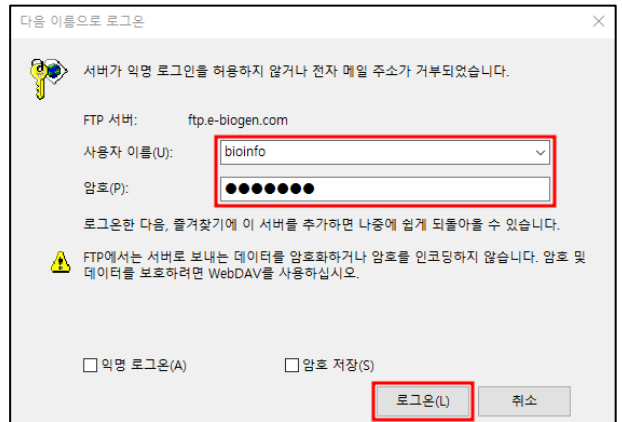 다음 이름으로 로그온
서버가 익명 로그인을 허용하지 않거나 전자 메일 주소가 거부되었습니다.
FTP 서버: ftp.e-biogen.com
사용자 이름(U): bioinfo
암호(P): ●●●●●●●
로그온한 다음, 즐겨찾기에 이 서버를 추가하면 나중에 쉽게 되돌아올 수 있습니다.
FTP에서는 서버로 보내는 데이터를 암호화하거나 암호를 인코딩하지 않습니다. 암호 및
데이터를 보호하려면 WebDAV를 사용하십시오.
익명 로그온(A) 암호 저장(S)
로그온(L) 취소